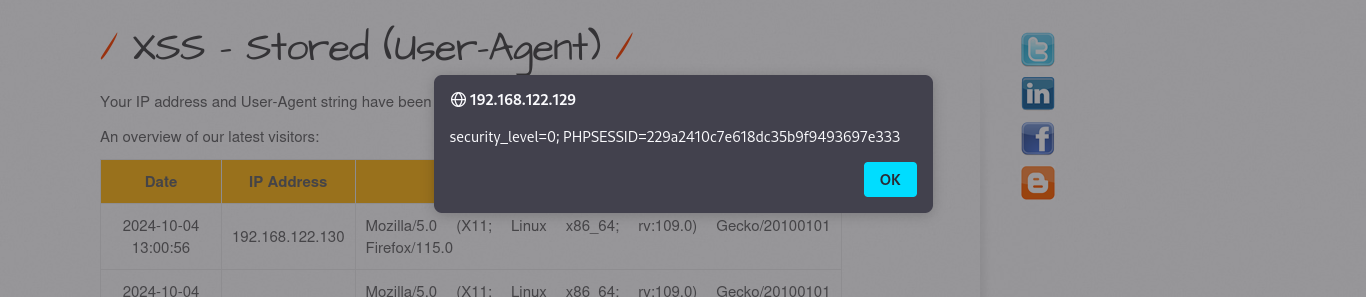 / XSS - Stored (User-Agent) /
192.168.122.129
Your IP address and User-Agent string have been
security_level=0; PHPSESSID=229a2410c7e618dc35b9f9493697e333
An overview of our latest visitors:
OK
Date IP Address
2024-10-04
13:00:56
192.168.122.130
Mozilla/5.0 (X11; Linux x86_64; rv:109.0) Gecko/20100101
Firefox/115.0
2024-10-04
Mozilla/5.0 (X11; Linux x86_64; rv:109.0) Gecko/20100101
in
f